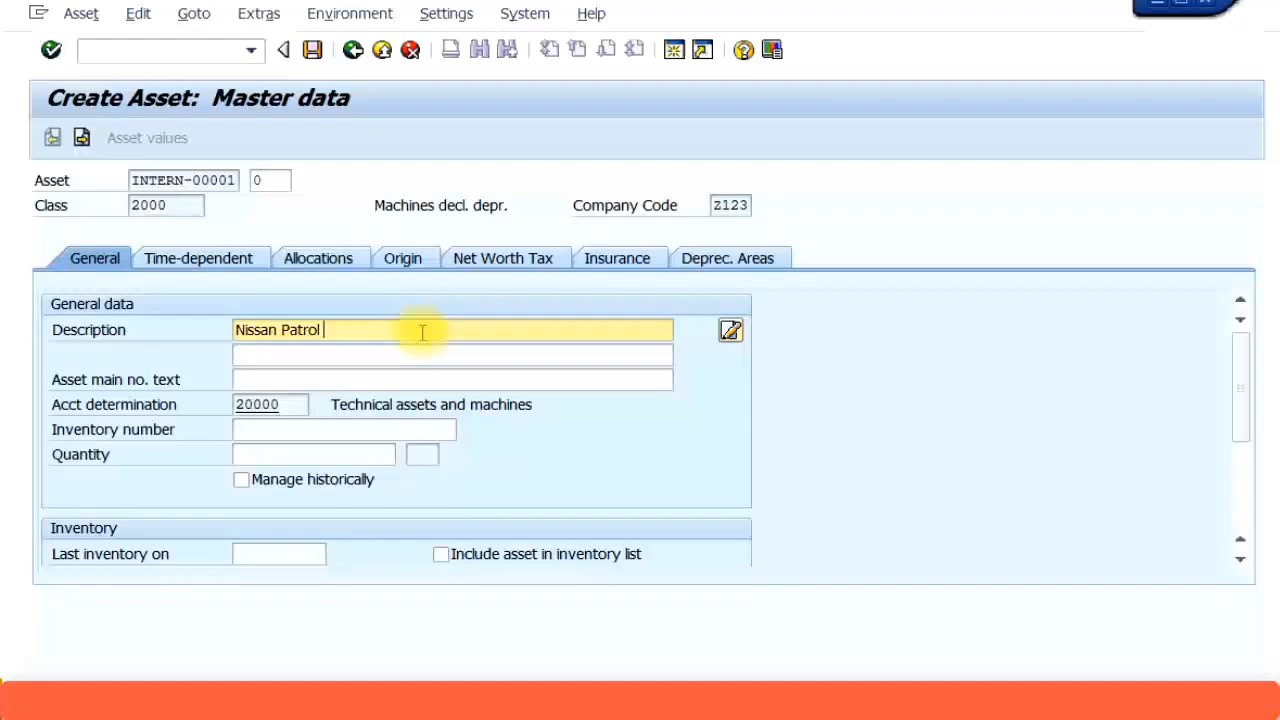 Asset Edit Goto Extras Environment Settings System Help
Create Asset: Master data
Asset values
Asset INTERN-00001 0
Class 2000 Machines decl. depr. Company Code Z123
General Time-dependent Allocations Origin Net Worth Tax Insurance Deprec. Areas
General data
Description Nissan Patrol
Asset main no. text
Acct determination 20000 Technical assets and machines
Inventory number
Quantity
Manage historically
Inventory
Last inventory on Include asset in inventory list